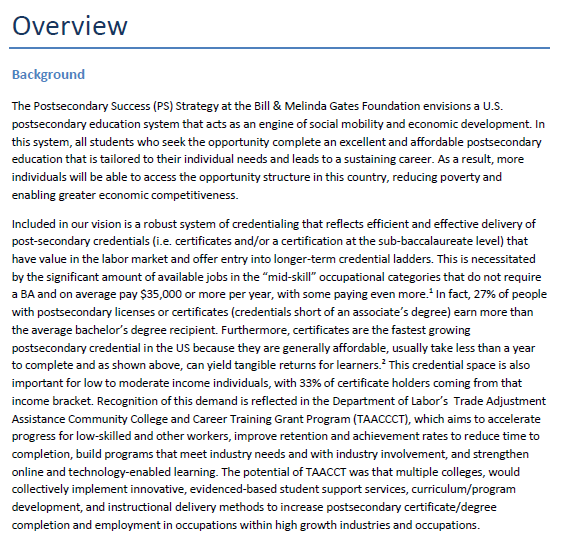 Overview
Background
The Postsecondary Success (PS) Strategy at the Bill & Melinda Gates Foundation envisions a U.S.
postsecondary education system that acts as an engine of social mobility and economic development. In
this system, all students who seek the opportunity complete an excellent and affordable postsecondary
education that is tailored to their individual needs and leads to a sustaining career. As a result, more
individuals will be able to access the opportunity structure in this country, reducing poverty and
enabling greater economic competitiveness.
Included in our vision is a robust system of credentialing that reflects efficient and effective delivery of
post-secondary credentials (i.e. certificates and/or a certification at the sub-baccalaureate level) that
have value in the labor market and offer entry into longer-term credential ladders. This is necessitated
by the significant amount of available jobs in the “mid-skill” occupational categories that do not require
a BA and on average pay $35,000 or more per year, with some paying even more.¹ In fact, 27% of people
with postsecondary licenses or certificates (credentials short of an associate’s degree) earn more than
the average bachelor’s degree recipient. Furthermore, certificates are the fastest growing
postsecondary credential in the US because they are generally affordable, usually take less than a year
to complete and as shown above, can yield tangible returns for learners.² This credential space is also
important for low to moderate income individuals, with 33% of certificate holders coming from that
income bracket. Recognition of this demand is reflected in the Department of Labor’s Trade Adjustment
Assistance Community College and Career Training Grant Program (TAACCCT), which aims to accelerate
progress for low-skilled and other workers, improve retention and achievement rates to reduce time to
completion, build programs that meet industry needs and with industry involvement, and strengthen
online and technology-enabled learning. The potential of TAACCT was that multiple colleges, would
collectively implement innovative, evidenced-based student support services, curriculum/program
development, and instructional delivery methods to increase postsecondary certificate/degree
completion and employment in occupations within high growth industries and occupations.